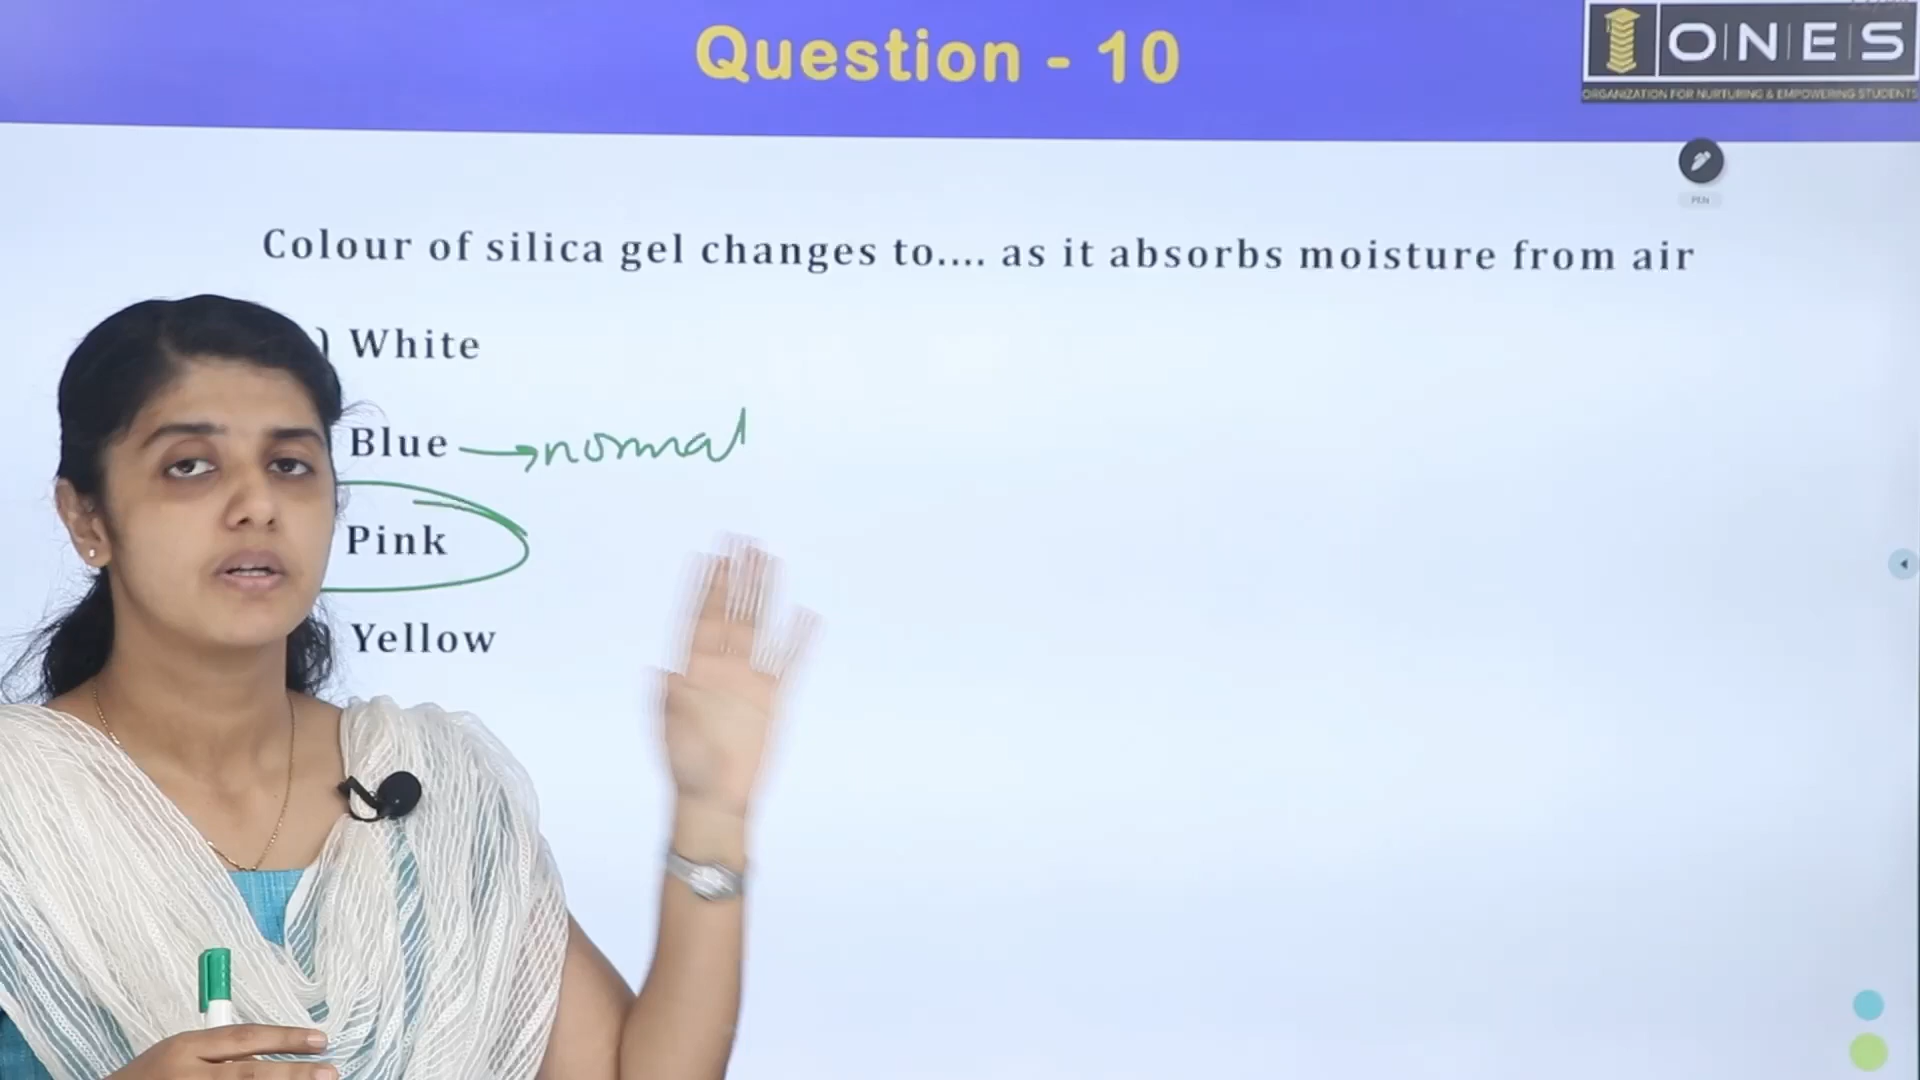 Question - 10
ONES
ORGANIZATION FOR NURTURING & EMPOWERING STUDENTS
PEN
Colour of silica gel changes to.... as it absorbs moisture from air
) White
Blue → normal
Pink
Yellow